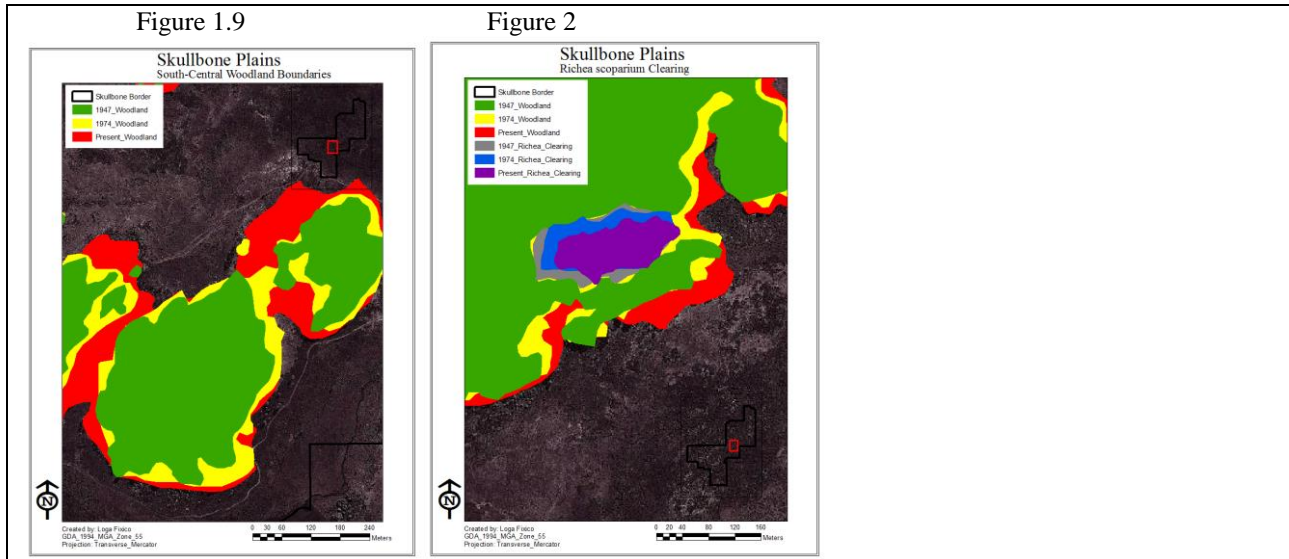 Figure 1.9
Figure 2
Skullbone Plains
South-Central Woodland Boundaries
Skullbone Border
1947_Woodland
1974_Woodland
Present_Woodland
N
Created by: Loga Fixico
GDA_1994_MGA_Zone_55
Projection: Transverse_Mercator
0 30 60 120 180 240
Meters
Skullbone Plains
Richea scoparium Clearing
Skullbone Border
1947_Woodland
1974_Woodland
Present_Woodland
1947_Richea_Clearing
1974_Richea_Clearing
Present_Richea_Clearing
N
Created by: Loga Fixico
GDA_1994_MGA_Zone_55
Projection: Transverse_Mercator
0 20 40 80 120 160
Meters